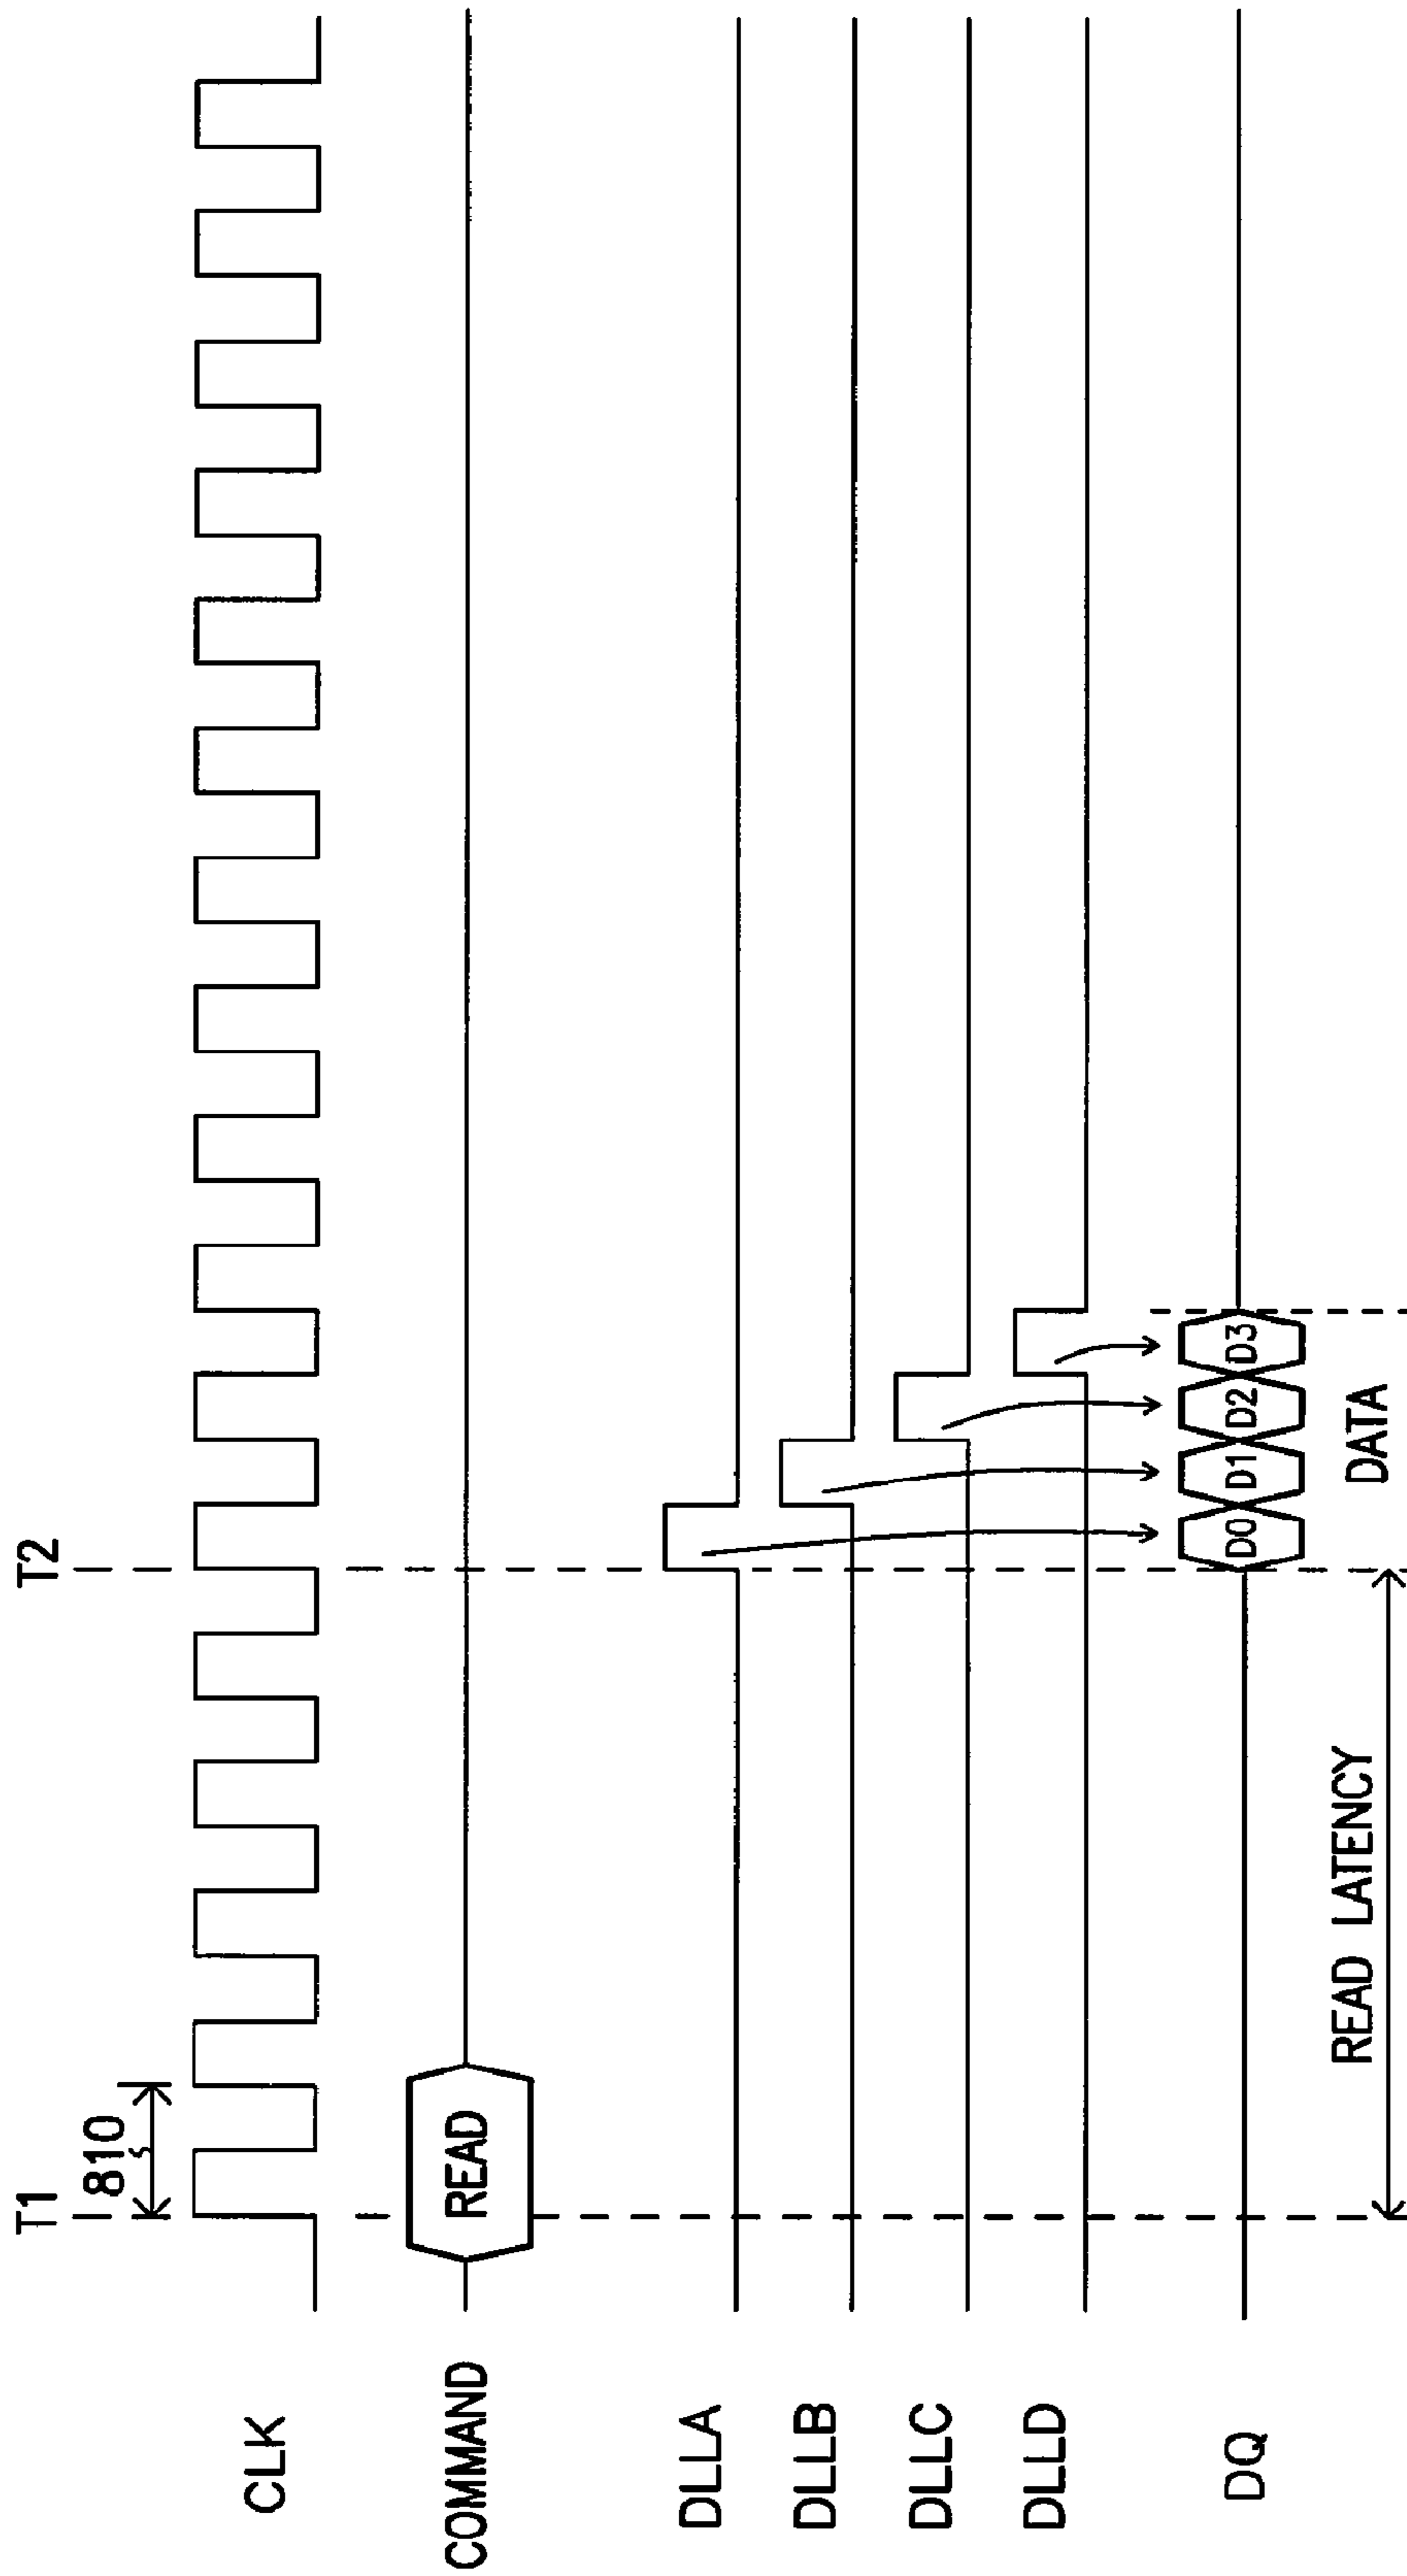 T1
T2
810
CLK
COMMAND
READ
DLLA
DLLB
DLLC
DLLD
DQ
D0
D1
D2
D3
READ LATENCY
DATA